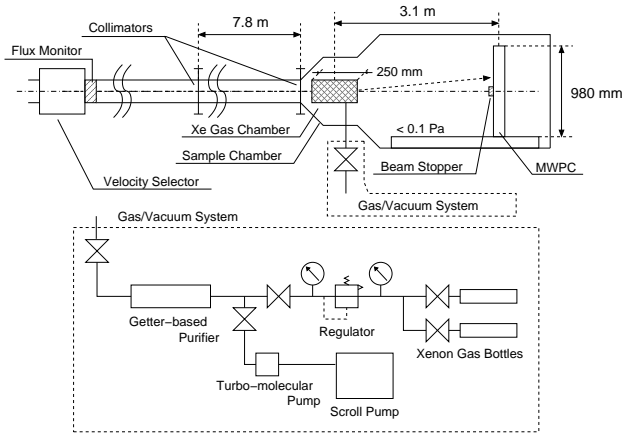 7.8 m
3.1 m
Collimators
Flux Monitor
250 mm
980 mm
Xe Gas Chamber
< 0.1 Pa
Sample Chamber
Beam Stopper
MWPC
Velocity Selector
Gas/Vacuum System
Gas/Vacuum System
Getter−based
Purifier
Regulator
Xenon Gas Bottles
Turbo−molecular
Pump
Scroll Pump